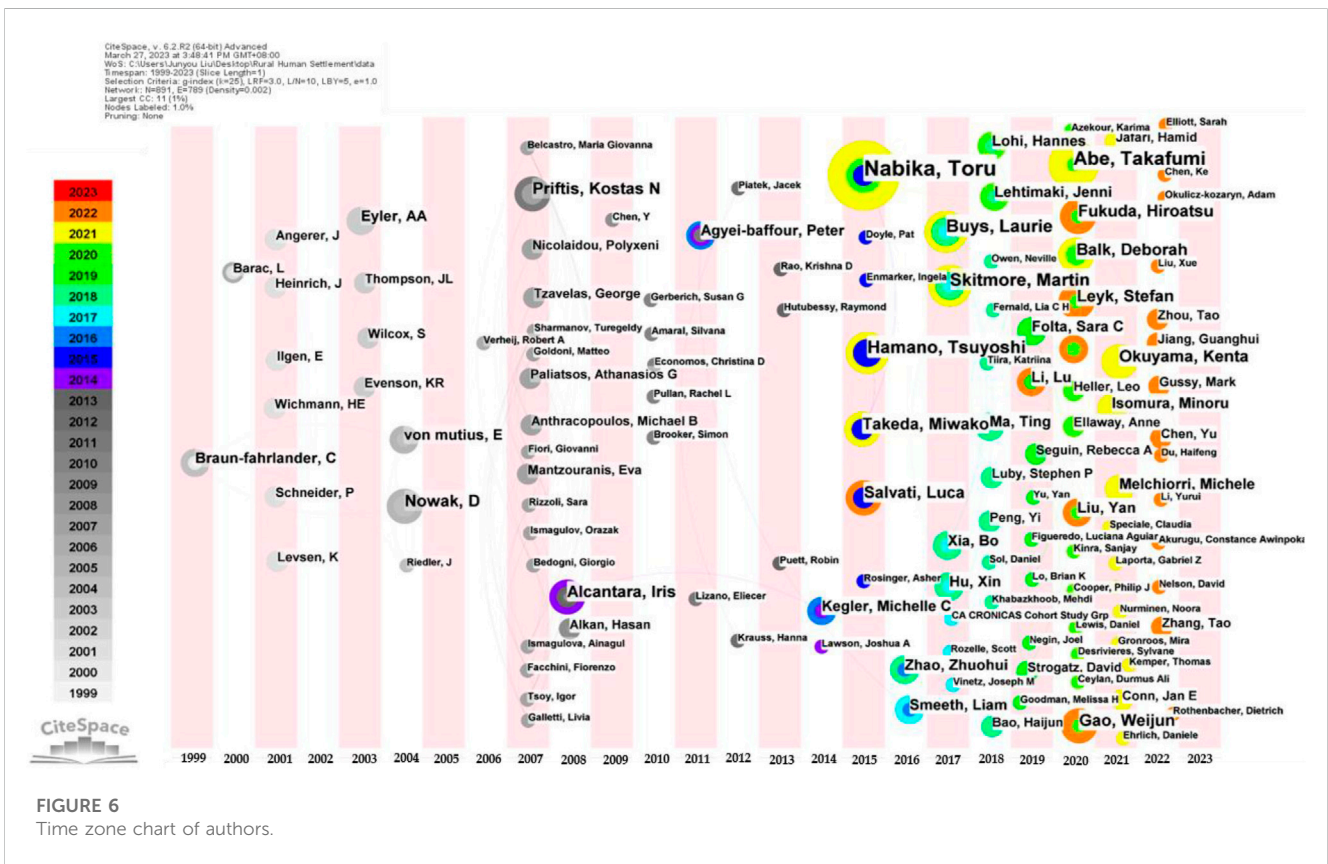 CiteSpace, v. 6.2.R2 (64-bit) Advanced
March 27, 2023 at 3:48:41 PM GMT+08:00
WoS: C:\Users\Junyou Liu\Desktop\Rural Human Settlement\data
Timespan: 1999-2023 (Slice Length=1)
Selection Criteria: g-index (k=25), LRF=3.0, L/N=10, LBY=5, e=1.0
Network: N=891, E=789 (Density=0.002)
Largest CC: 11 (1%)
Nodes Labeled: 1.0%
Pruning: None
2023
2022
2021
2020
2019
2018
2017
2016
2015
2014
2013
2012
2011
2010
2009
2008
2007
2006
2005
2004
2003
2002
2001
2000
1999
CiteSpace
Braun-fahrlander, C
Barac, L
Angerer, J
Heinrich, J
Ilgen, E
Wichmann, HE
Schneider, P
Levsen, K
Eyler, AA
Thompson, JL
Wilcox, S
Evenson, KR
von mutius, E
Nowak, D
Riedler, J
Verheij, Robert A
Belcastro, Maria Giovanna
Priftis, Kostas N
Nicolaidou, Polyxeni
Tzavelas, George
Sharmanov, Turegeldy
Goldoni, Matteo
Paliatsos, Athanasios G
Anthracopoulos, Michael B
Fiori, Giovanni
Mantzouranis, Eva
Rizzoli, Sara
Ismagulov, Orazak
Bedogni, Giorgio
Ismagulova, Ainagul
Facchini, Fiorenzo
Tsoy, Igor
Galletti, Livia
Alcantara, Iris
Alkan, Hasan
Chen, Y
Gerberich, Susan G
Amaral, Silvana
Economos, Christina D
Pullan, Rachel L
Brooker, Simon
Agyei-baffour, Peter
Lizano, Eliecer
Piatek, Jacek
Krauss, Hanna
Rao, Krishna D
Hutubessy, Raymond
Puett, Robin
Kegler, Michelle C
Lawson, Joshua A
Nabika, Toru
Doyle, Pat
Enmarker, Ingela
Hamano, Tsuyoshi
Takeda, Miwako
Salvati, Luca
Rosinger, Asher
Zhao, Zhuohui
Smeeth, Liam
Buys, Laurie
Skitmore, Martin
Xia, Bo
Hu, Xin
CA CRONICAS Cohort Study Grp
Rozelle, Scott
Vinetz, Joseph M
Lohi, Hannes
Lehtimaki, Jenni
Owen, Neville
Fernald, Lia C H
Tiira, Katriina
Ma, Ting
Luby, Stephen P
Peng, Yi
Sol, Daniel
Khabazkhoob, Mehdi
Bao, Haijun
Folta, Sara C
Li, Lu
Seguin, Rebecca A
Yu, Yan
Figueredo, Luciana Aguiar
Lo, Brian K
Negin, Joel
Strogatz, David
Goodman, Melissa H
Azekour, Karima
Abe, Takafumi
Fukuda, Hiroatsu
Balk, Deborah
Leyk, Stefan
Heller, Leo
Ellaway, Anne
Liu, Yan
Kinra, Sanjay
Cooper, Philip J
Lewis, Daniel
Desrivieres, Sylvane
Ceylan, Durmus Ali
Gao, Weijun
Jafari, Hamid
Okuyama, Kenta
Isomura, Minoru
Melchiorri, Michele
Speciale, Claudia
Laporta, Gabriel Z
Nurminen, Noora
Gronroos, Mira
Kemper, Thomas
Conn, Jan E
Ehrlich, Daniele
Elliott, Sarah
Chen, Ke
Okulicz-kozaryn, Adam
Liu, Xue
Zhou, Tao
Jiang, Guanghui
Gussy, Mark
Chen, Yu
Du, Haifeng
Li, Yurui
Akurugu, Constance Awinpoka
Nelson, David
Zhang, Tao
Rothenbacher, Dietrich
1999 2000 2001 2002 2003 2004 2005 2006 2007 2008 2009 2010 2011 2012 2013 2014 2015 2016 2017 2018 2019 2020 2021 2022 2023
FIGURE 6
Time zone chart of authors.